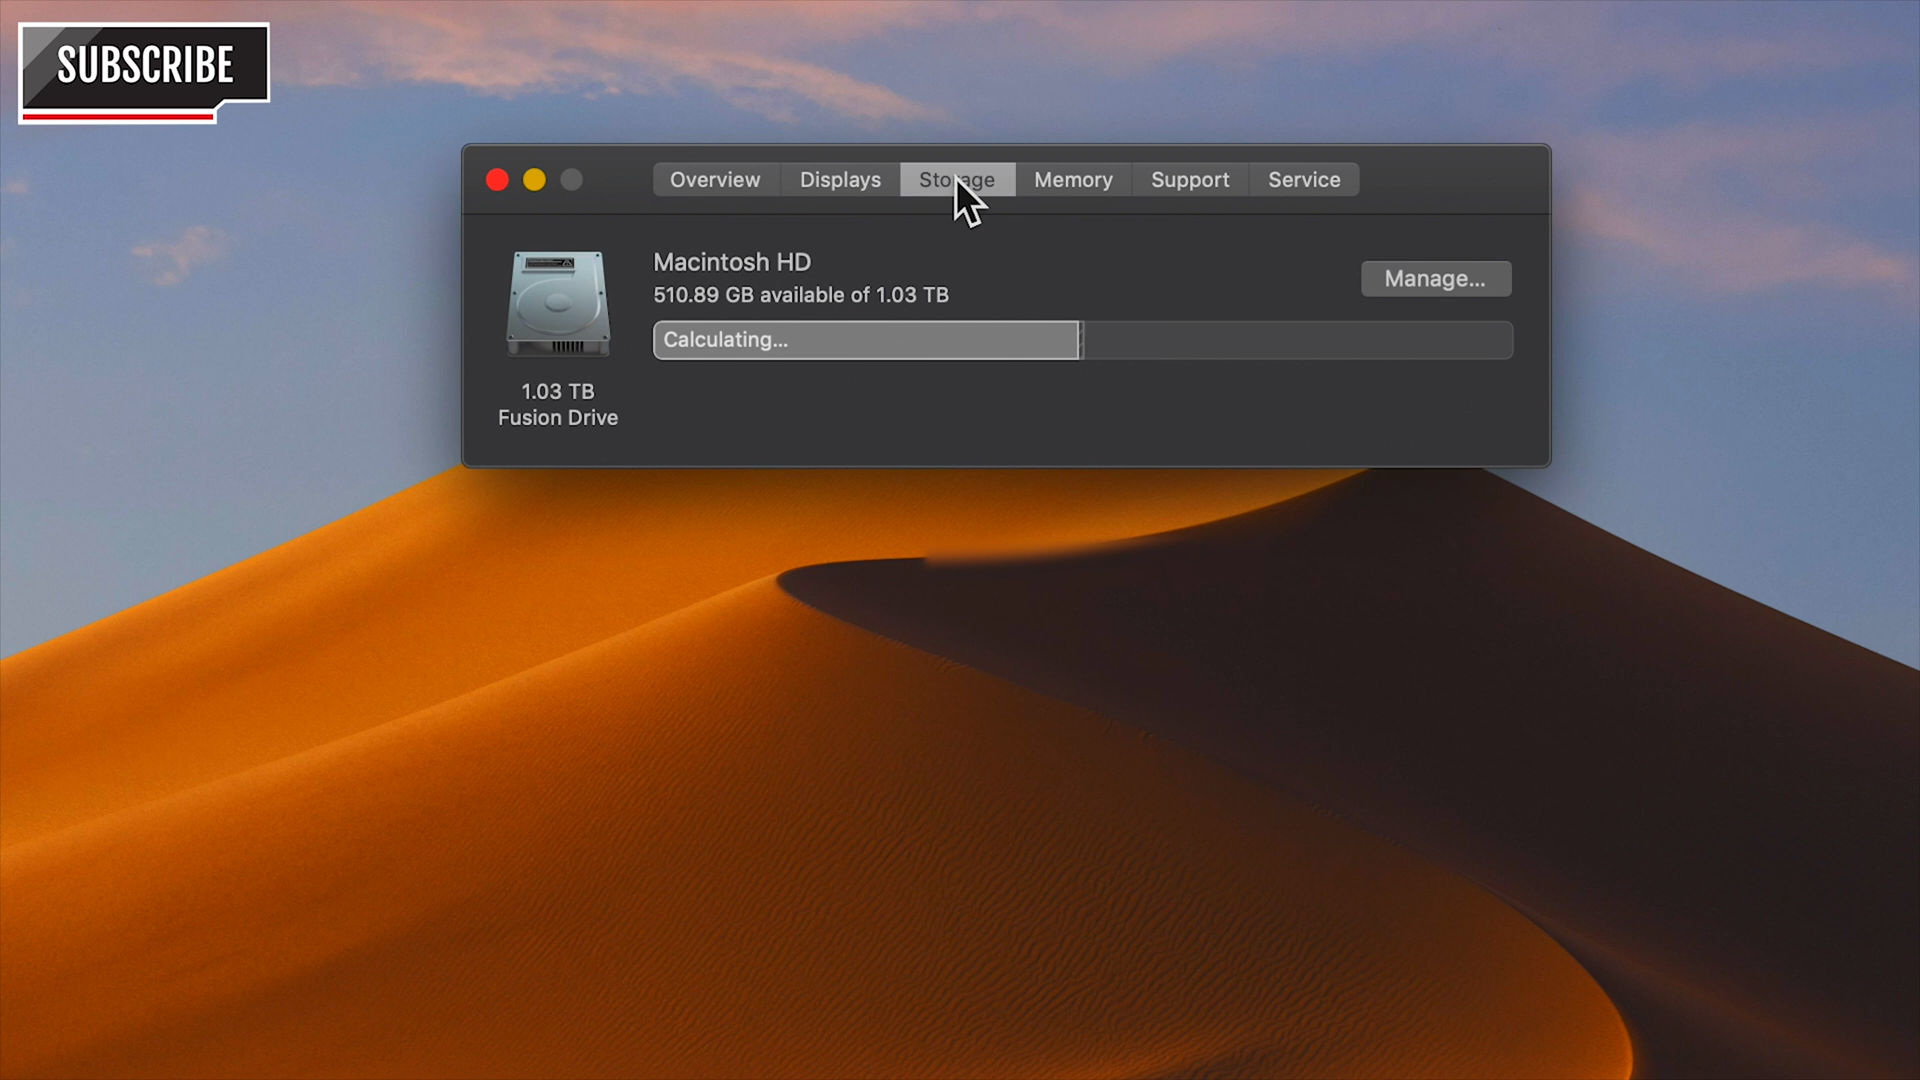 SUBSCRIBE
Overview Displays Storage Memory Support Service
Macintosh HD
510.89 GB available of 1.03 TB
Manage...
Calculating...
1.03 TB
Fusion Drive